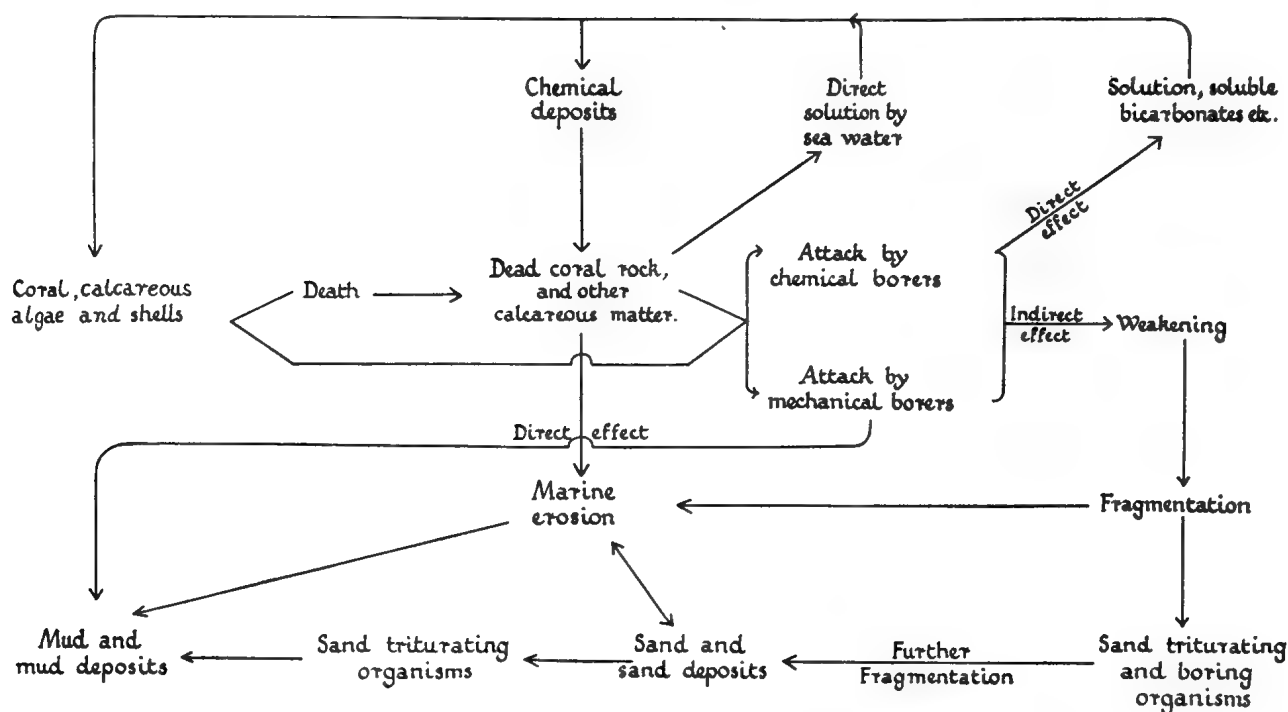 Chemical
deposits
Direct
solution by
sea water
Solution, soluble
bicarbonates etc.
Direct
effect
Coral, calcareous
algae and shells
Death
Dead coral rock,
and other
calcareous matter.
Attack by
chemical borers
Indirect
effect
Weakening
Attack by
mechanical borers
Direct effect
Marine
erosion
Fragmentation
Mud and
mud deposits
Sand triturating
organisms
Sand and
sand deposits
Further
Fragmentation
Sand triturating
and boring
organisms